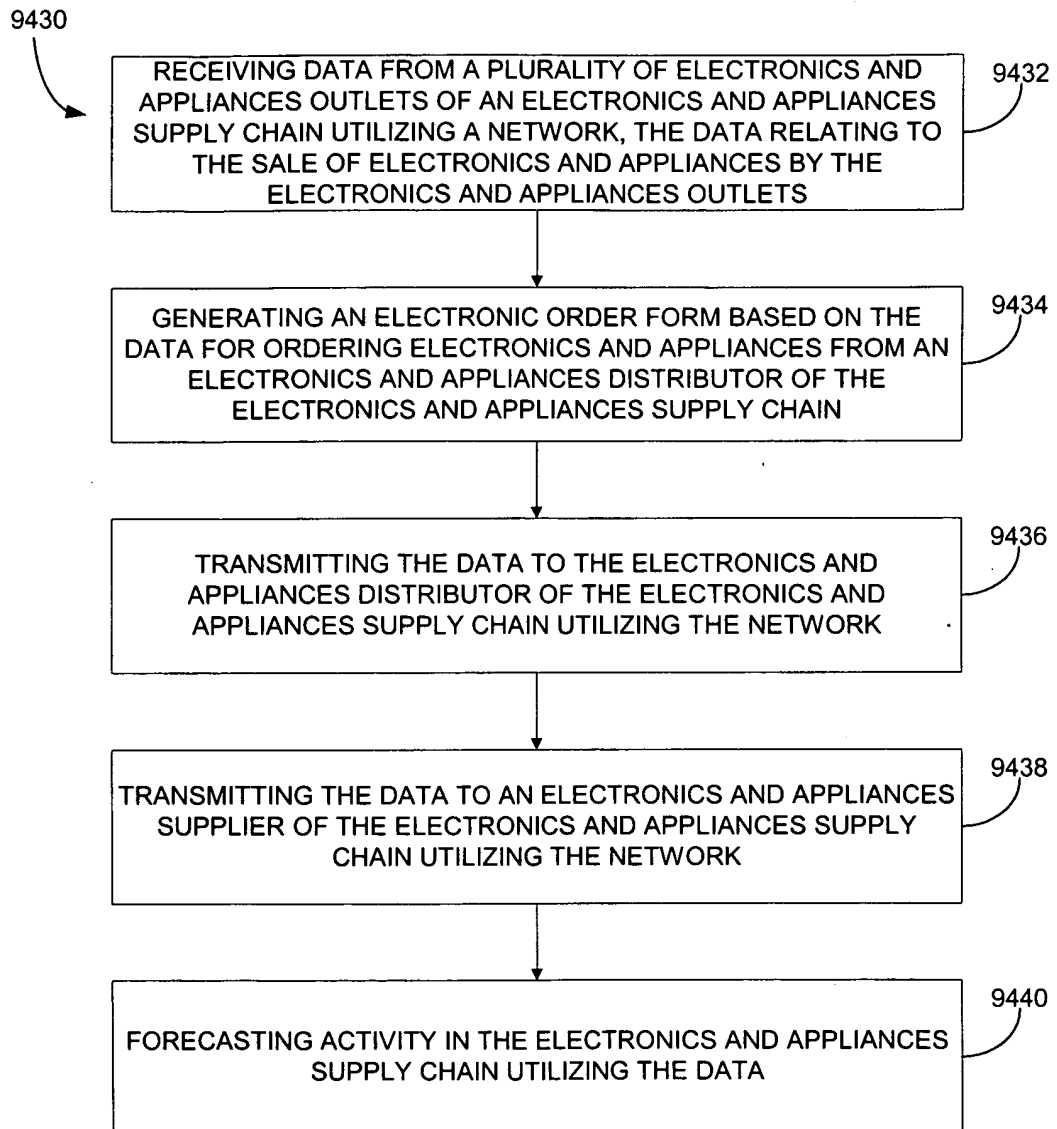 9430
RECEIVING DATA FROM A PLURALITY OF ELECTRONICS AND
APPLIANCES OUTLETS OF AN ELECTRONICS AND APPLIANCES
SUPPLY CHAIN UTILIZING A NETWORK, THE DATA RELATING TO
THE SALE OF ELECTRONICS AND APPLIANCES BY THE
ELECTRONICS AND APPLIANCES OUTLETS
9432
GENERATING AN ELECTRONIC ORDER FORM BASED ON THE
DATA FOR ORDERING ELECTRONICS AND APPLIANCES FROM AN
ELECTRONICS AND APPLIANCES DISTRIBUTOR OF THE
ELECTRONICS AND APPLIANCES SUPPLY CHAIN
9434
TRANSMITTING THE DATA TO THE ELECTRONICS AND
APPLIANCES DISTRIBUTOR OF THE ELECTRONICS AND
APPLIANCES SUPPLY CHAIN UTILIZING THE NETWORK
9436
TRANSMITTING THE DATA TO AN ELECTRONICS AND APPLIANCES
SUPPLIER OF THE ELECTRONICS AND APPLIANCES SUPPLY
CHAIN UTILIZING THE NETWORK
9438
FORECASTING ACTIVITY IN THE ELECTRONICS AND APPLIANCES
SUPPLY CHAIN UTILIZING THE DATA
9440